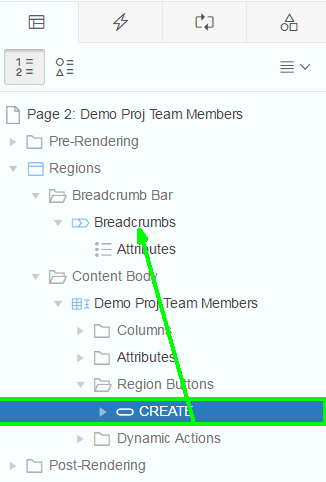 Page 2: Demo Proj Team Members
Pre-Rendering
Regions
Breadcrumb Bar
Breadcrumbs
Attributes
Content Body
Demo Proj Team Members
Columns
Attributes
Region Buttons
CREATE
Dynamic Actions
Post-Rendering